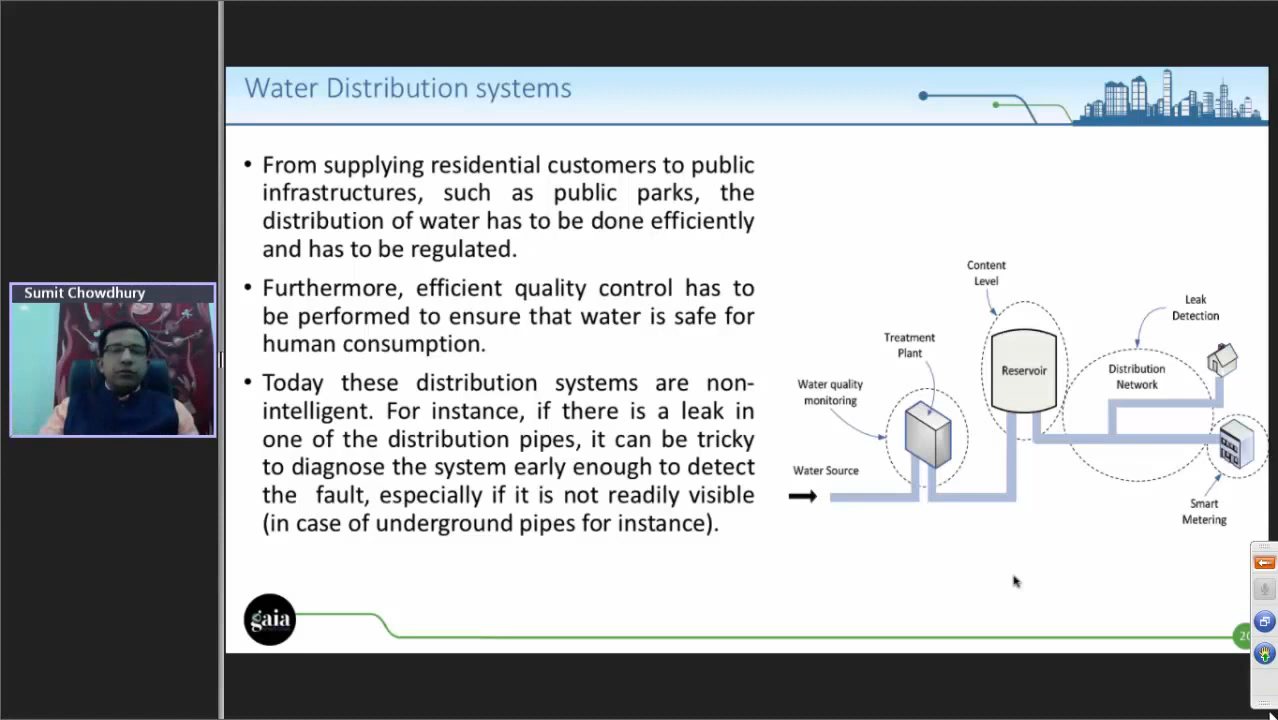 Water Distribution systems
Sumit Chowdhury
• From supplying residential customers to public
infrastructures, such as public parks, the
distribution of water has to be done efficiently
and has to be regulated.
• Furthermore, efficient quality control has to
be performed to ensure that water is safe for
human consumption.
• Today these distribution systems are non-
intelligent. For instance, if there is a leak in
one of the distribution pipes, it can be tricky
to diagnose the system early enough to detect
the fault, especially if it is not readily visible
(in case of underground pipes for instance).
Content
Level
Leak
Detection
Treatment
Plant
Reservoir
Distribution
Network
Water quality
monitoring
Water Source
Smart
Metering
gaia